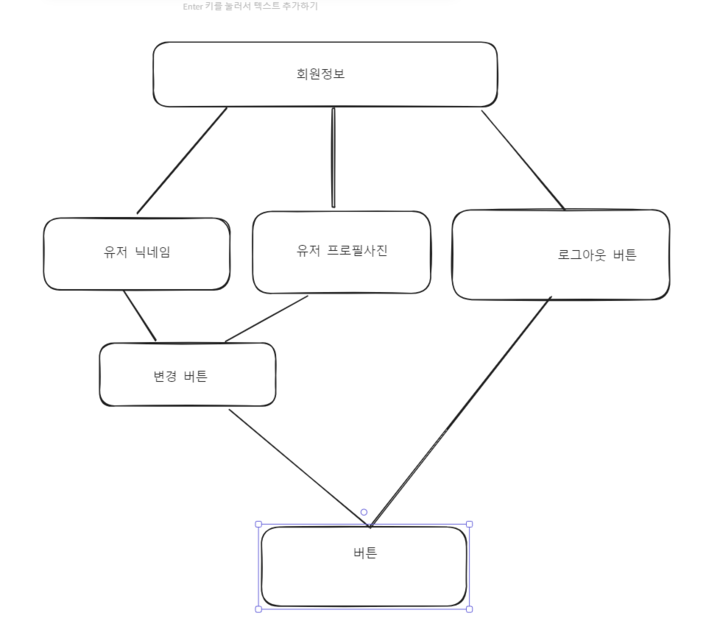 Enter 키를 눌러서 텍스트 추가하기
회원정보
유저 닉네임
유저 프로필사진
로그아웃 버튼
변경 버튼
버튼